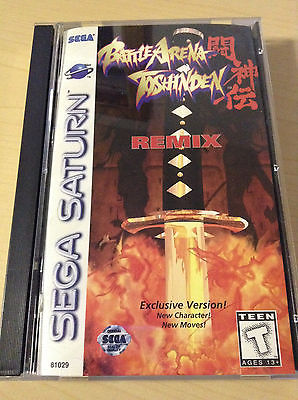 SEGA
SEGA SATURN
BATTLE ARENA
TOSHINDEN
闘
神
伝
REMIX
Exclusive Version!
New Character!
New Moves!
SEGA
81029
TEEN
T
AGES 13+